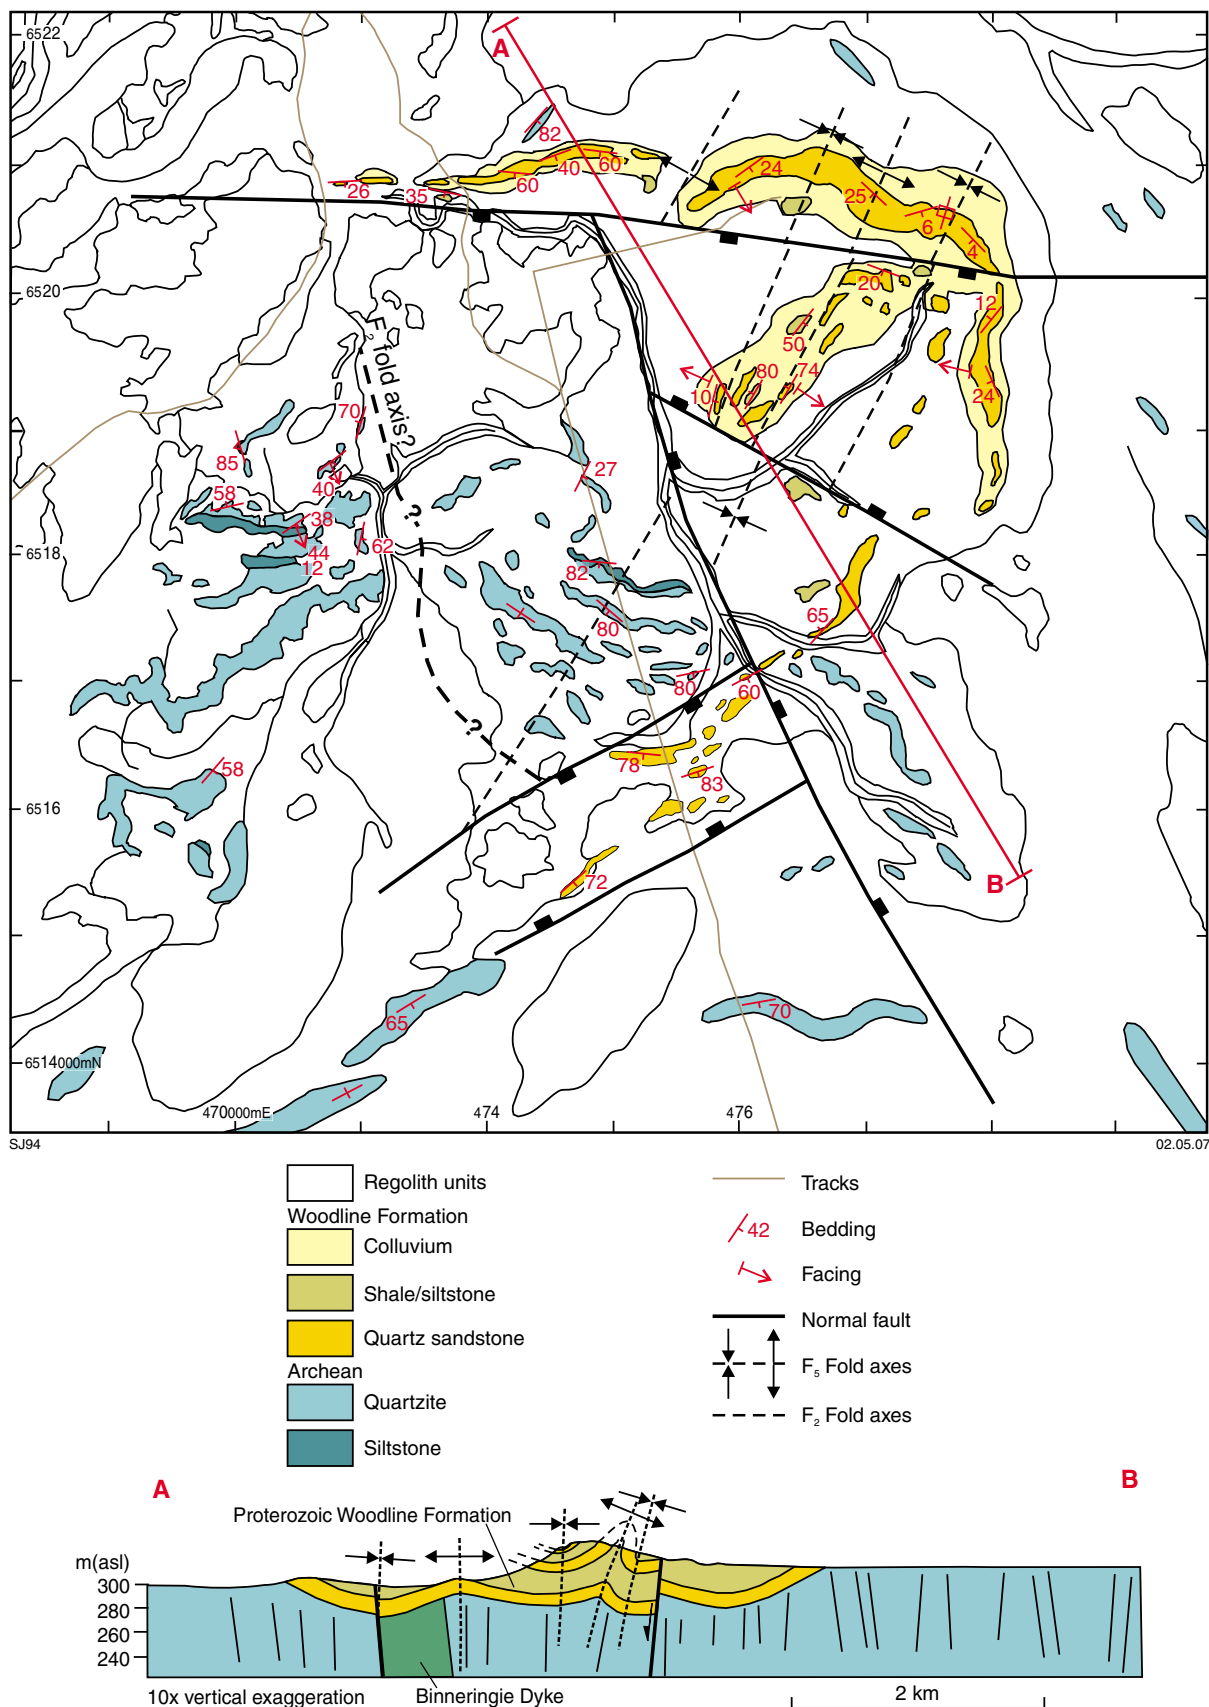 6522
A
82
60
40
60
24
26
35
25
6
4
6520
20
12
50
F2 fold axis?
80
74
10
24
70
85
27
40
58
?
38
62
44
6518
12
82
65
80
80
60
?
78
58
83
6516
B
72
65
70
6514000mN
470000mE
474
476
SJ94
02.05.07
Regolith units
Woodline Formation
Colluvium
Shale/siltstone
Quartz sandstone
Archean
Quartzite
Siltstone
Tracks
42 Bedding
Facing
Normal fault
F5 Fold axes
F2 Fold axes
A
B
Proterozoic Woodline Formation
m(asl)
300
280
260
240
10x vertical exaggeration
Binneringie Dyke
2 km